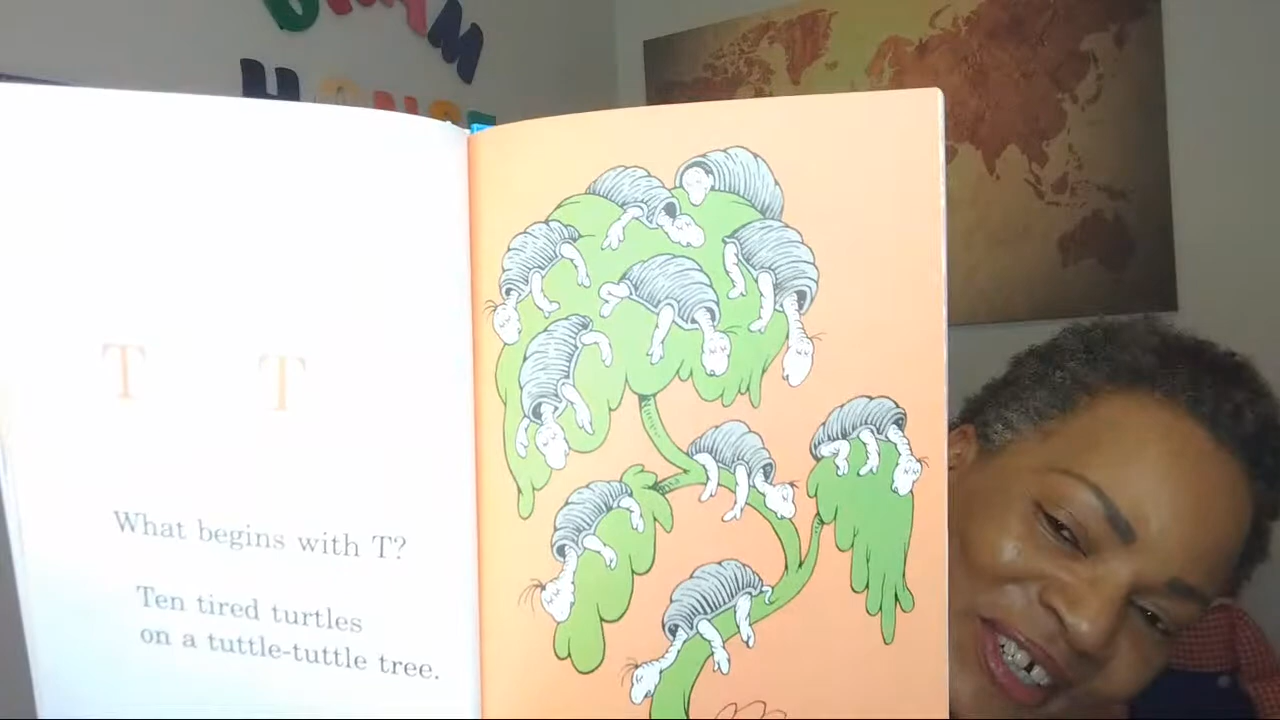 T T
What begins with T?
Ten tired turtles
on a tuttle-tuttle tree.